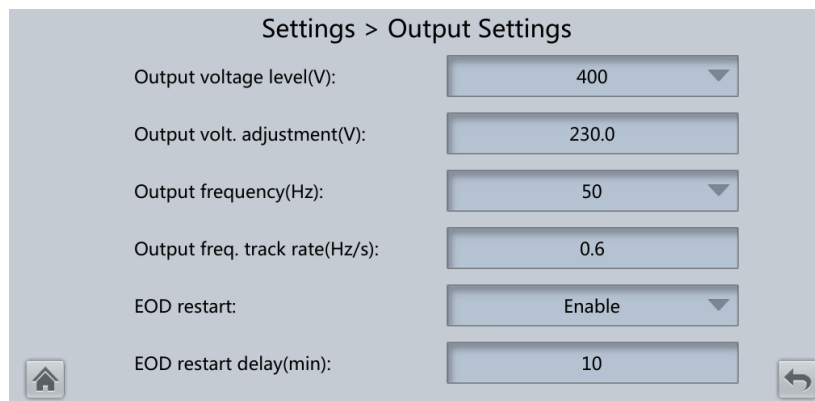 Settings > Output Settings
Output voltage level(V): 400
Output volt. adjustment(V): 230.0
Output frequency(Hz): 50
Output freq. track rate(Hz/s): 0.6
EOD restart: Enable
EOD restart delay(min): 10